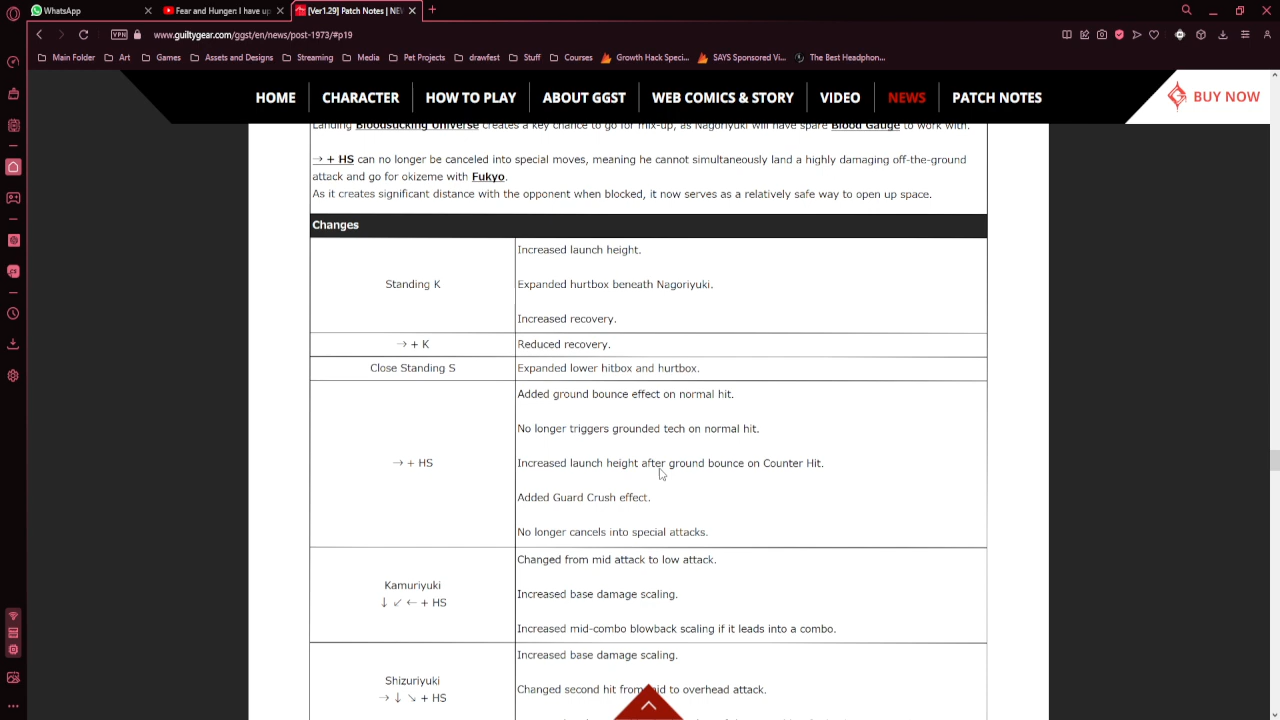 WhatsApp
Fear and Hunger: I have up
[Ver1.29] Patch Notes | NE
VPN
www.guiltygear.com/ggst/en/news/post-1973/#p19
Main Folder
Art
Games
Assets and Designs
Streaming
Media
Pet Projects
drawfest
Stuff
Courses
Growth Hack Speci...
SAYS Sponsored Vi...
The Best Headphon...
HOME
CHARACTER
HOW TO PLAY
ABOUT GGST
WEB COMICS & STORY
VIDEO
NEWS
PATCH NOTES
BUY NOW
Landing Bloodsucking Universe creates a key chance to go for mix-up, as Nagoriyuki will have spare Blood Gauge to work with.
→ + HS can no longer be canceled into special moves, meaning he cannot simultaneously land a highly damaging off-the-ground
attack and go for okizeme with Fukyo.
As it creates significant distance with the opponent when blocked, it now serves as a relatively safe way to open up space.
Changes
Standing K
Increased launch height.
Expanded hurtbox beneath Nagoriyuki.
Increased recovery.
→ + K
Reduced recovery.
Close Standing S
Expanded lower hitbox and hurtbox.
→ + HS
Added ground bounce effect on normal hit.
No longer triggers grounded tech on normal hit.
Increased launch height after ground bounce on Counter Hit.
Added Guard Crush effect.
No longer cancels into special attacks.
Kamuriyuki
↓ ↙ ← + HS
Changed from mid attack to low attack.
Increased base damage scaling.
Increased mid-combo blowback scaling if it leads into a combo.
Shizuriyuki
→ ↓ ↘ + HS
Increased base damage scaling.
Changed second hit from mid to overhead attack.